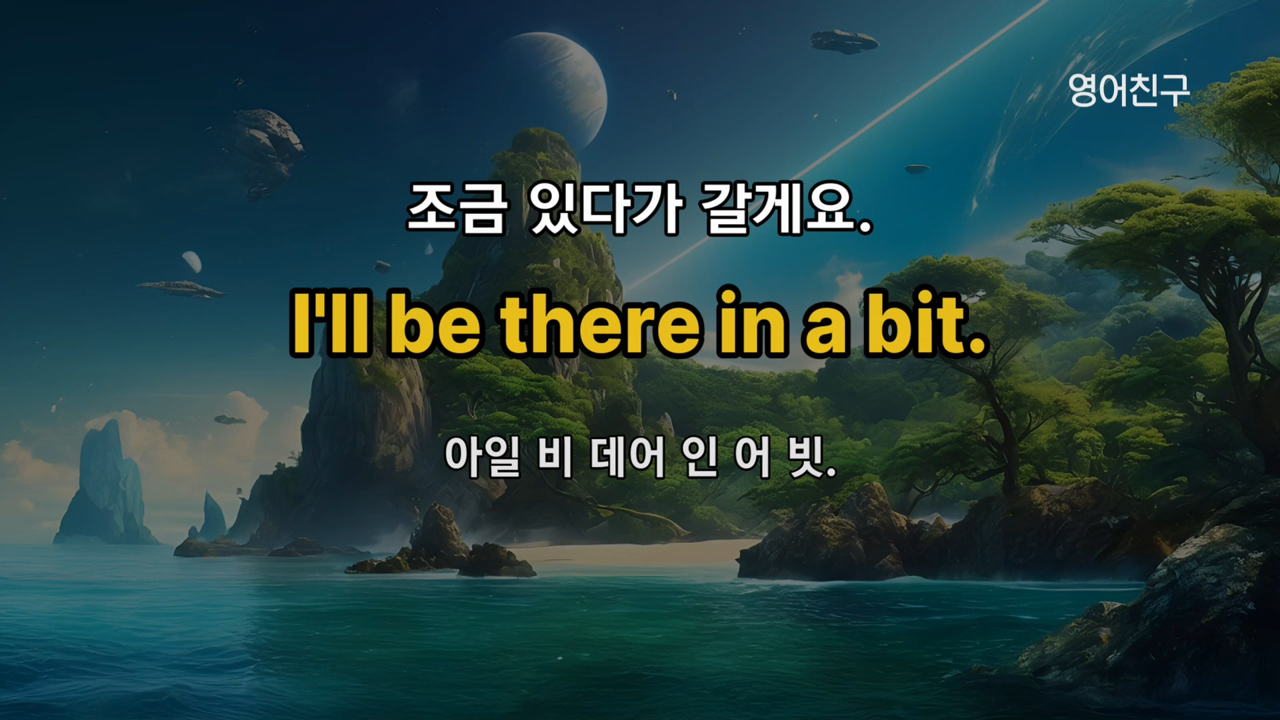 영어친구
조금 있다가 갈게요.
I'll be there in a bit.
아일 비 데어 인 어 빗.